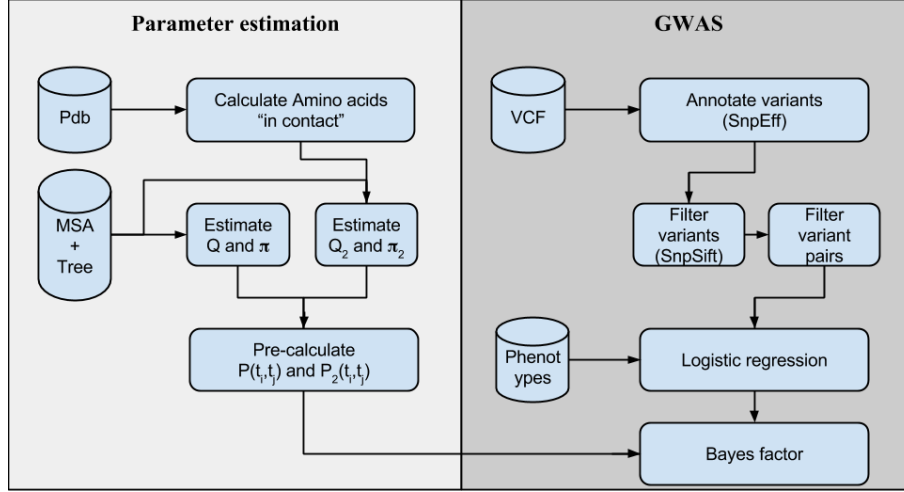 Parameter estimation
Pdb
Calculate Amino acids
“in contact”
MSA
+
Tree
Estimate
Q and π
Estimate
Q₂ and π₂
Pre-calculate
P(tᵢ,tⱼ) and P₂(tᵢ,tⱼ)
GWAS
VCF
Annotate variants
(SnpEff)
Filter
variants
(SnpSift)
Filter
variant
pairs
Phenot
ypes
Logistic regression
Bayes factor